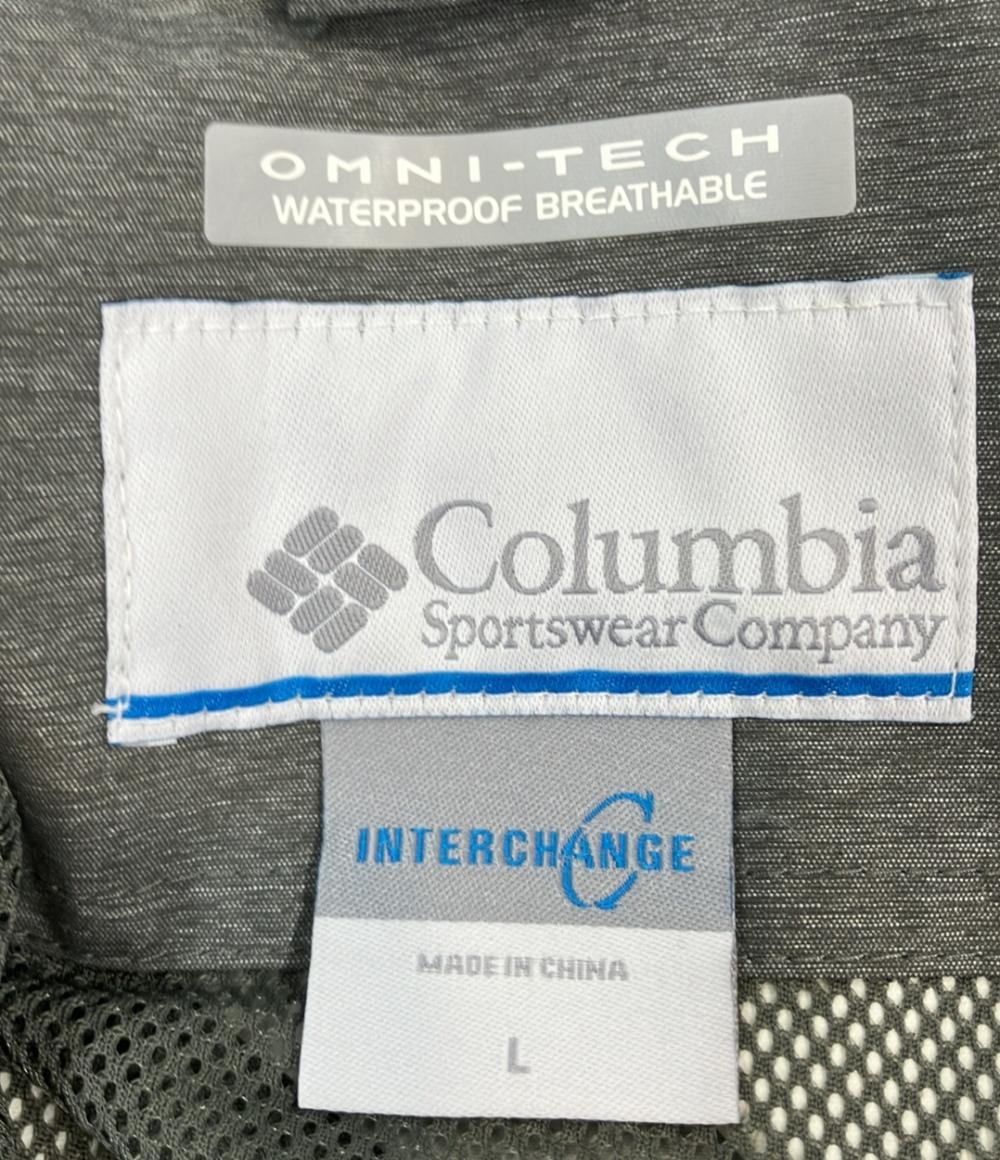 OMNI-TECH
WATERPROOF BREATHABLE
Columbia
Sportswear Company
INTERCHANGE
MADE IN CHINA
L